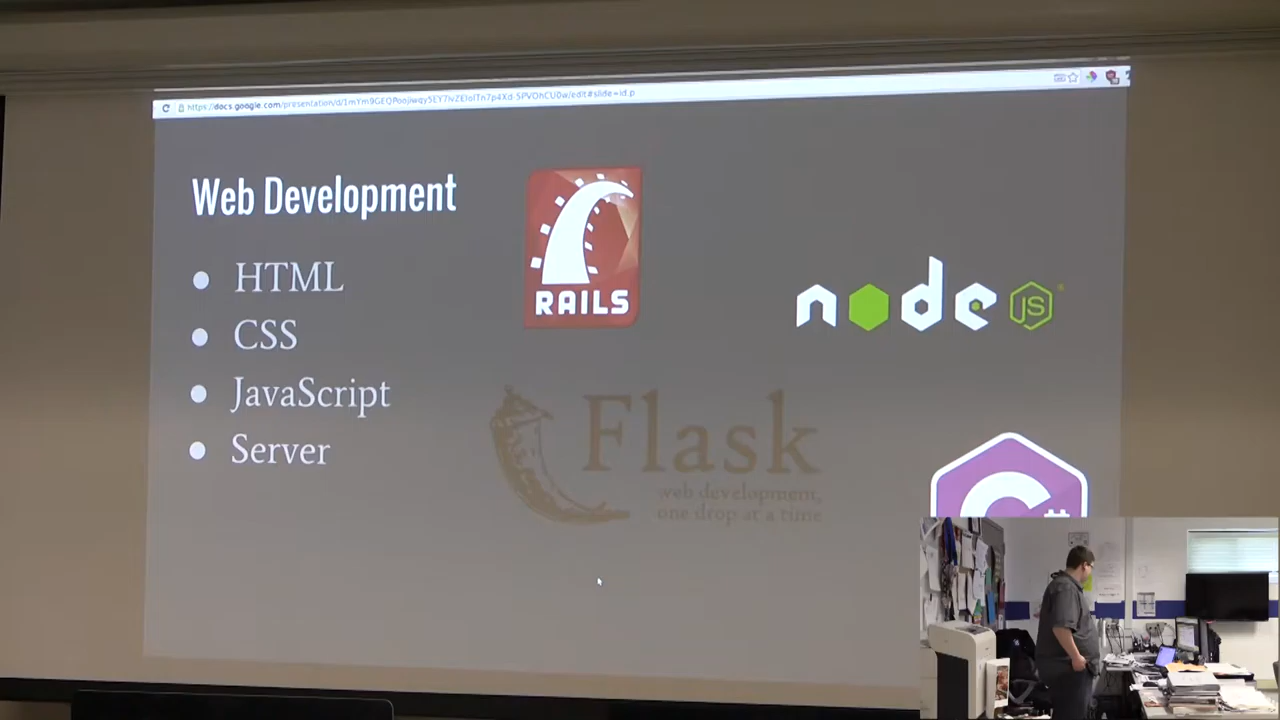 Web Development
HTML
CSS
JavaScript
Server
RAILS
node
JS
Flask
web development,
one drop at a time
C#